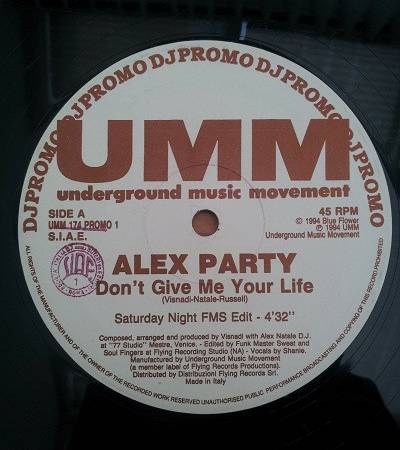 DJPROMO DJPROMO DJPROMO DJPROMO DJPROMO
UMM
underground music movement
SIDE A
UMM 174 PROMO 1
S.I.A.E.
45 RPM
© 1994 Blue Flower
℗ 1994 UMM
Underground Music Movement
ALEX PARTY
Don't Give Me Your Life
(Visnadi-Natale-Russell)
Saturday Night FMS Edit - 4'32"
Composed, arranged and produced by Visnadi with Alex Natale D.J.
at "77 Studio" Mestre, Venice. - Edited by Funk Master Sweat and
Soul Fingers at Flying Recording Studio (NA) - Vocals by Shanie.
Manufactured by Underground Music Movement
(a member label of Flying Records Productions).
Distributed by Distribuzioni Flying Records Srl.
Made in Italy
ALL RIGHTS OF THE MANUFACTURER AND OF THE OWNER OF THE RECORDED WORK RESERVED UNAUTHORISED PUBLIC. PERFORMANCE BROADCASTING AND COPYING OF THIS RECORD PROHIBITED